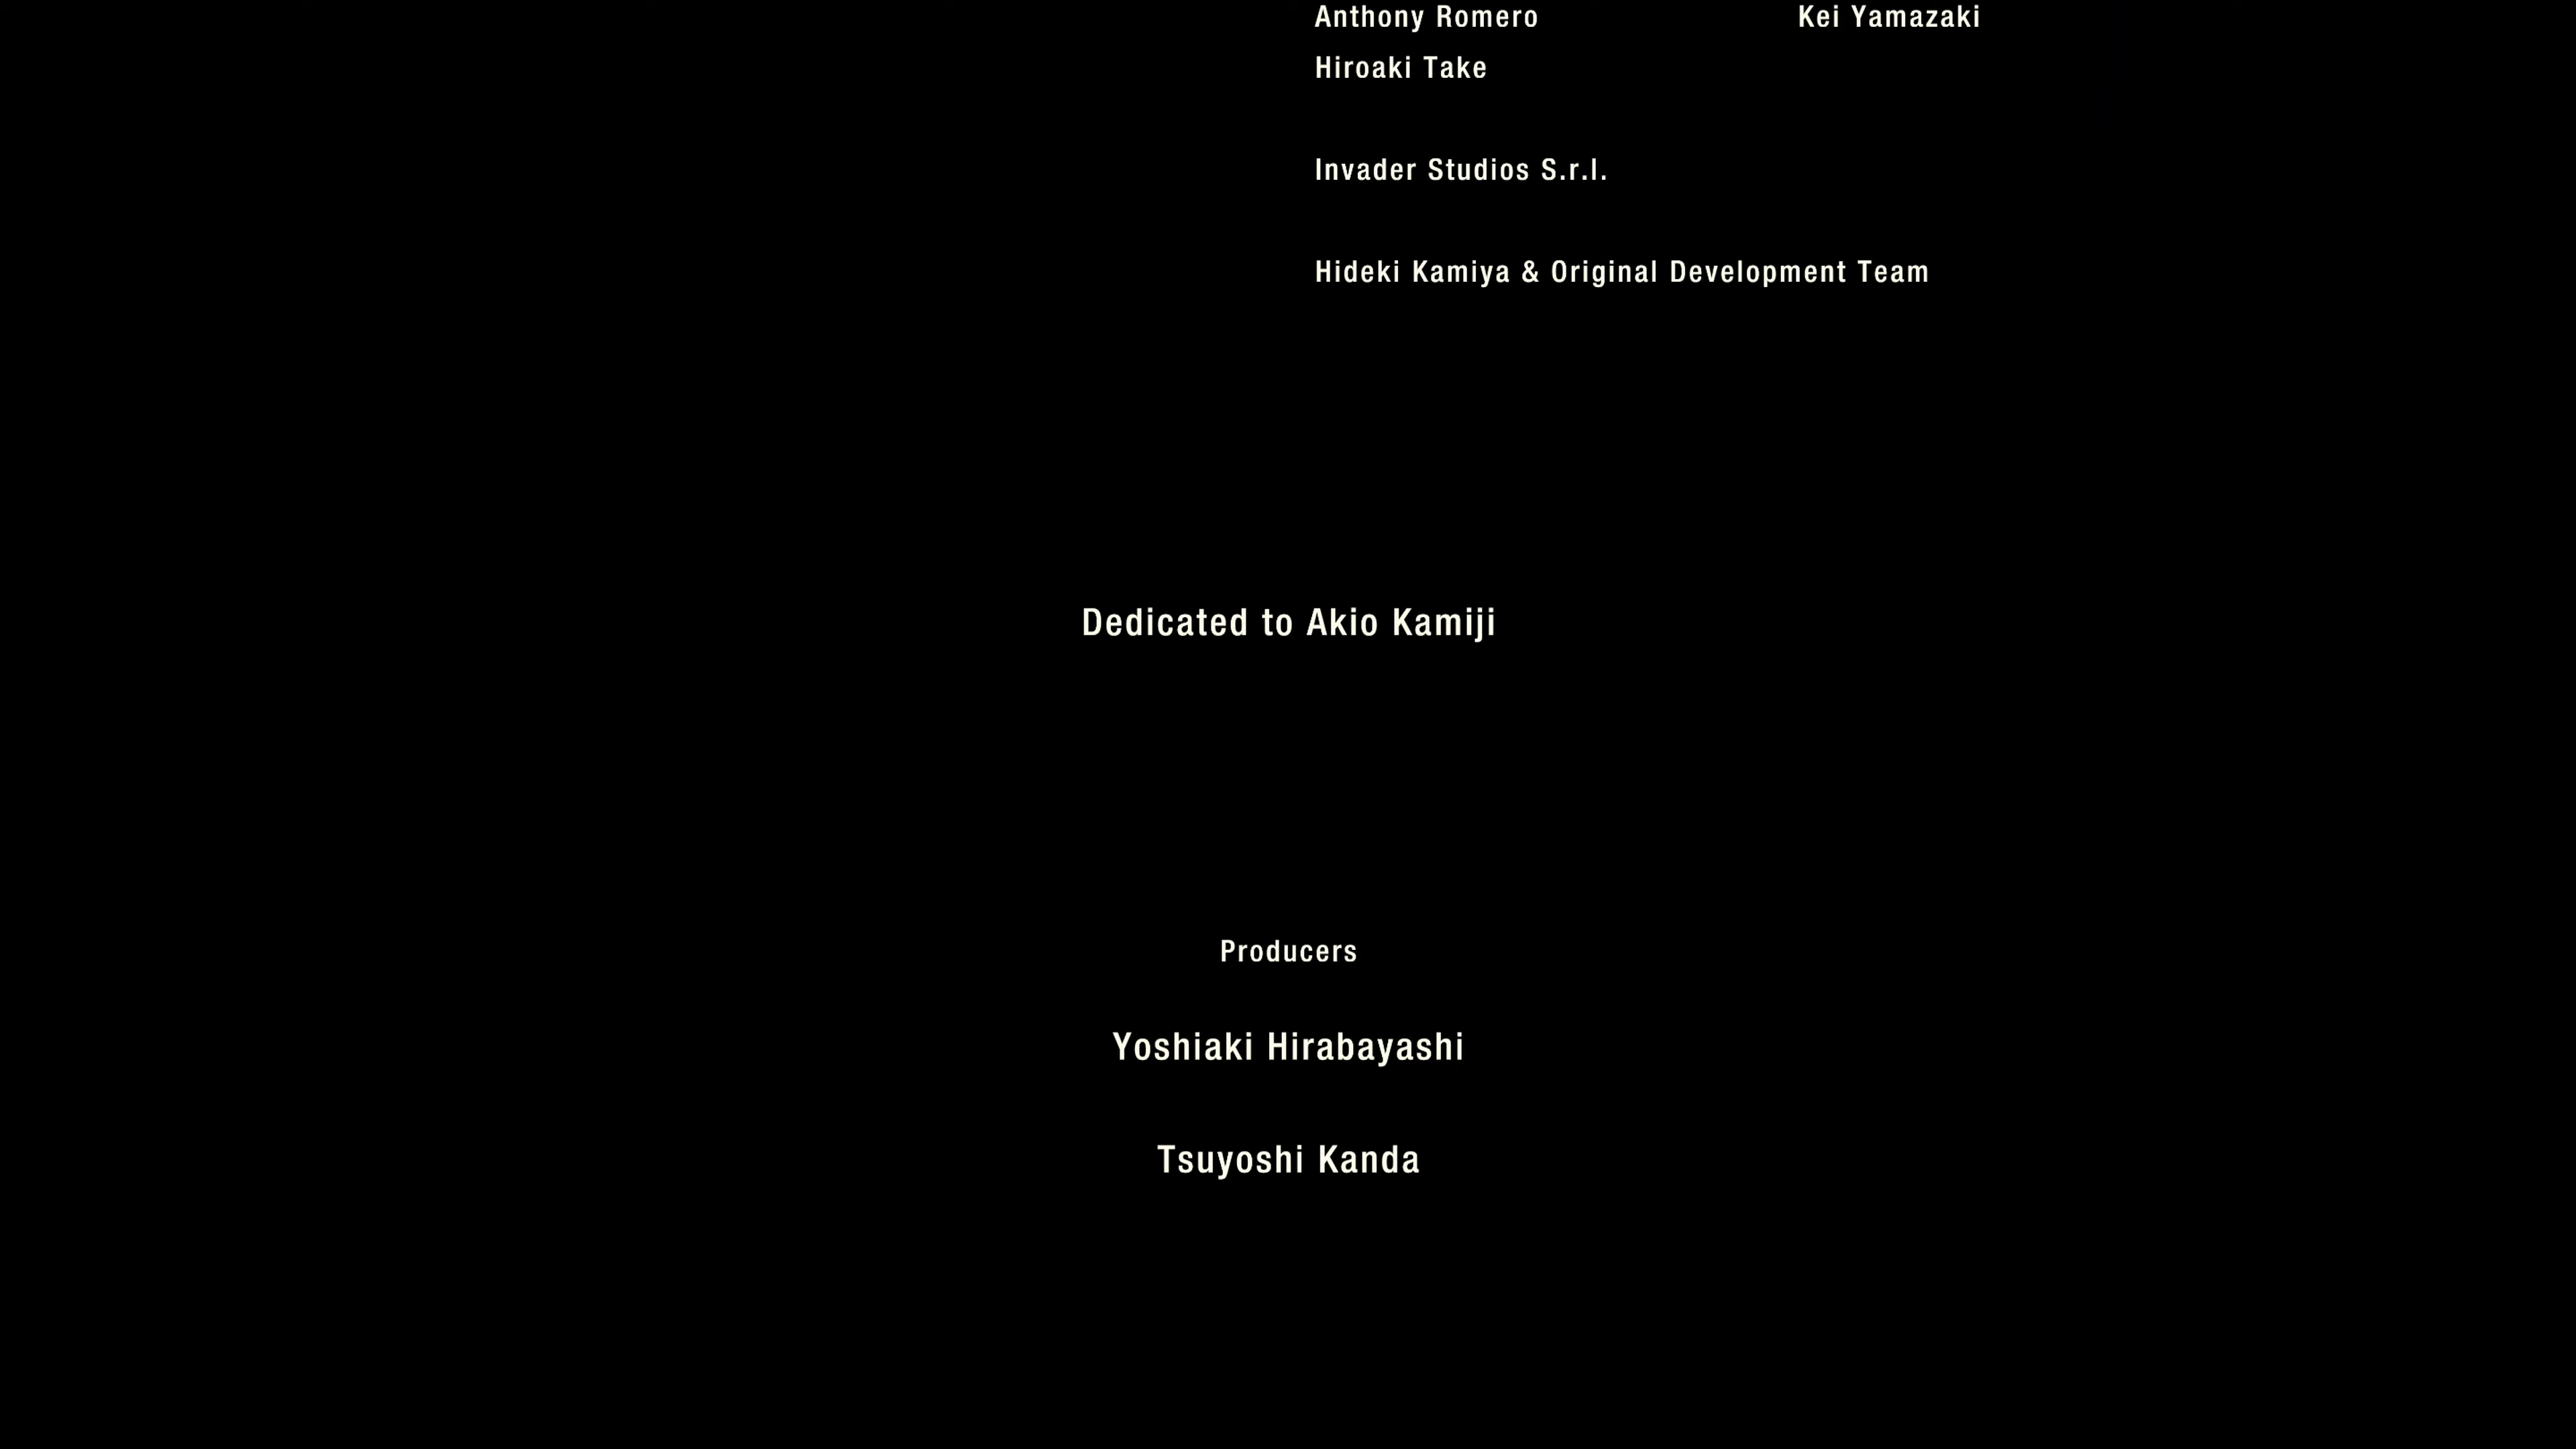 Anthony Romero Kei Yamazaki
Hiroaki Take
Invader Studios S.r.l.
Hideki Kamiya & Original Development Team
Dedicated to Akio Kamiji
Producers
Yoshiaki Hirabayashi
Tsuyoshi Kanda